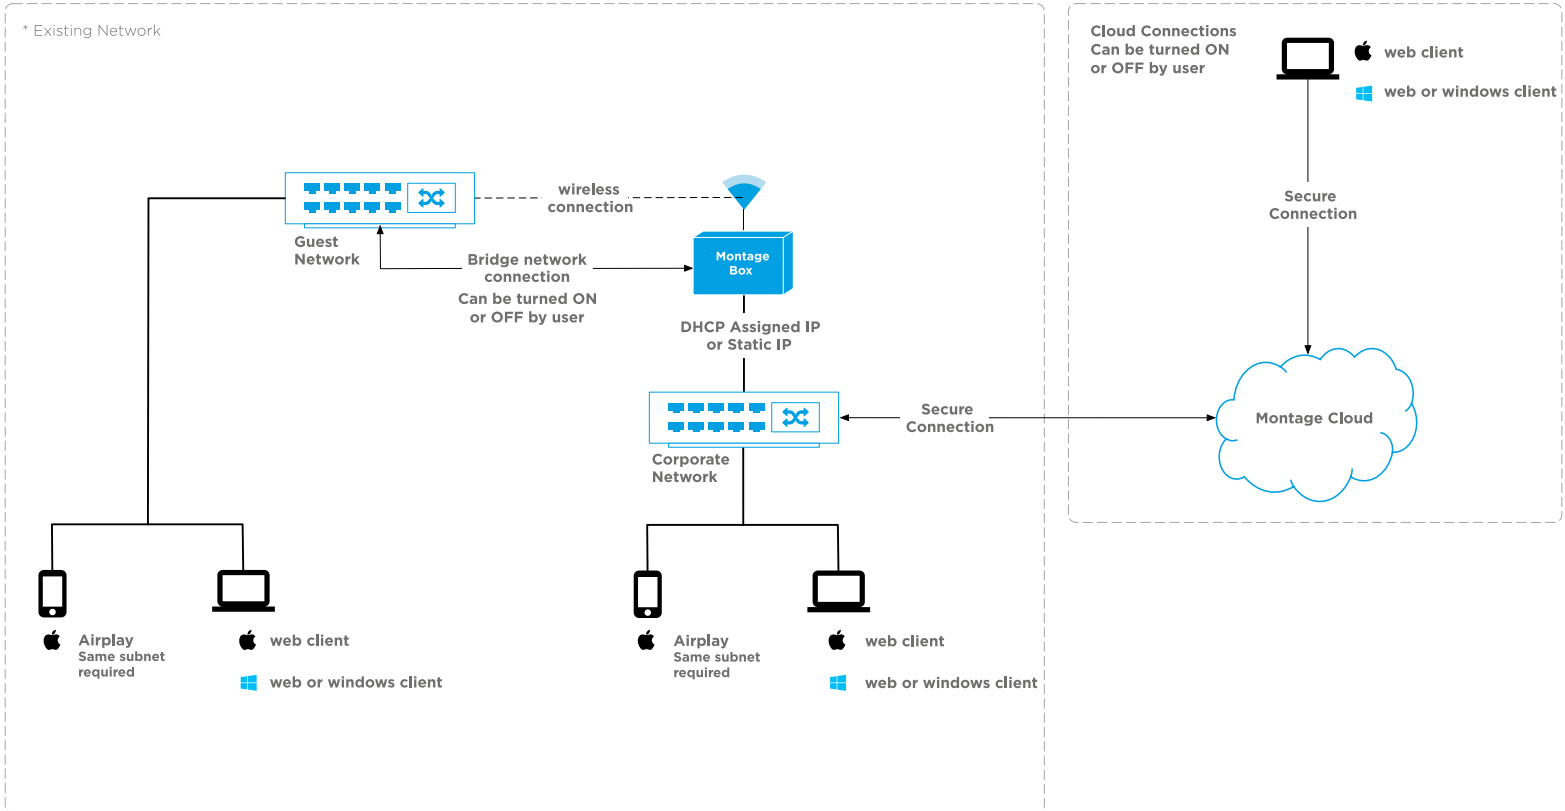 * Existing Network
Cloud Connections
Can be turned ON
or OFF by user
web client
web or windows client
wireless
connection
Secure
Connection
Guest
Network
Bridge network
connection
Can be turned ON
or OFF by user
Montage
Box
DHCP Assigned IP
or Static IP
Secure
Connection
Montage Cloud
Corporate
Network
Airplay
Same subnet
required
web client
web or windows client
Airplay
Same subnet
required
web client
web or windows client